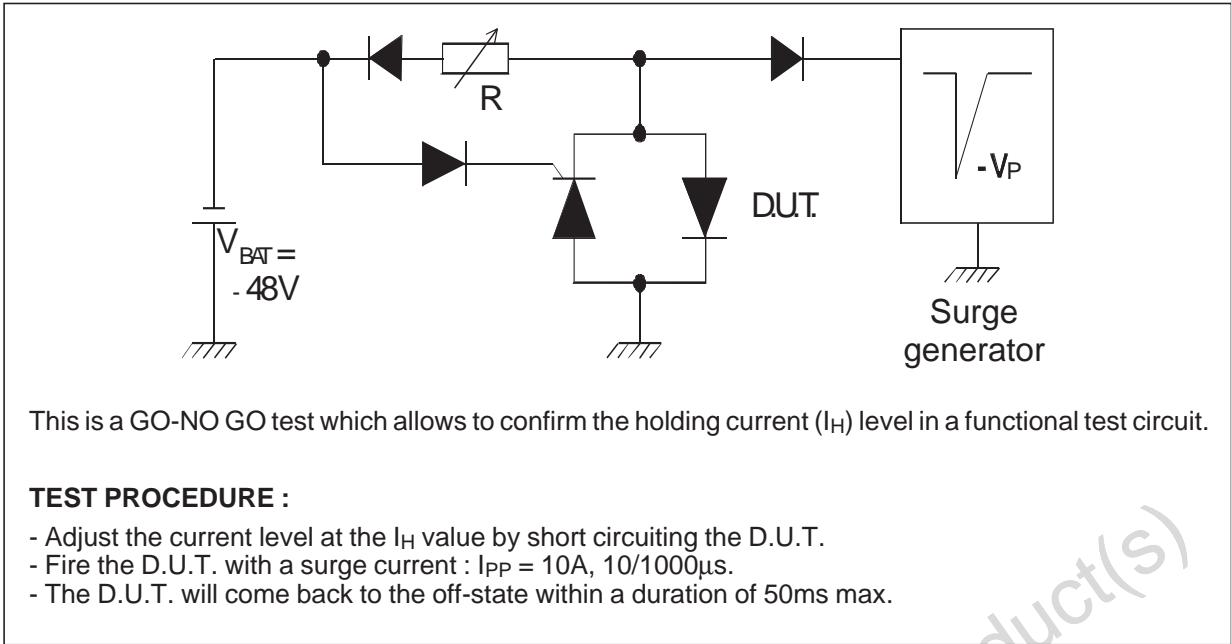 R
D.U.T.
- VP
VBAT =
- 48V
Surge
generator
This is a GO-NO GO test which allows to confirm the holding current (IH) level in a functional test circuit.
TEST PROCEDURE :
- Adjust the current level at the IH value by short circuiting the D.U.T.
- Fire the D.U.T. with a surge current : IPP = 10A, 10/1000μs.
- The D.U.T. will come back to the off-state within a duration of 50ms max.
duct(s)